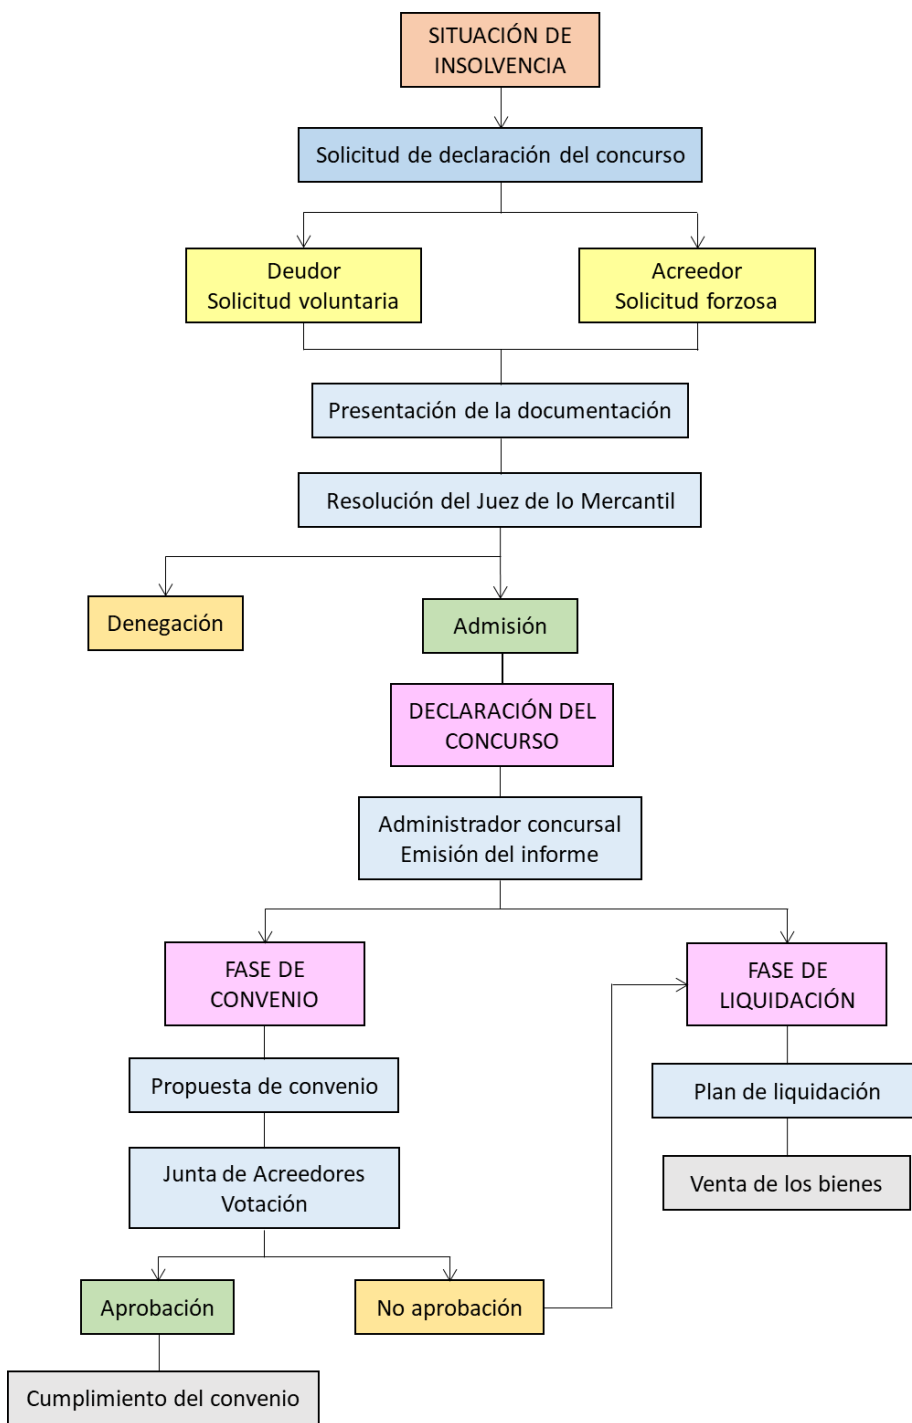 SITUACIÓN DE
INSOLVENCIA
Solicitud de declaración del concurso
Deudor
Solicitud voluntaria
Acreedor
Solicitud forzosa
Presentación de la documentación
Resolución del Juez de lo Mercantil
Denegación
Admisión
DECLARACIÓN DEL
CONCURSO
Administrador concursal
Emisión del informe
FASE DE
CONVENIO
FASE DE
LIQUIDACIÓN
Propuesta de convenio
Plan de liquidación
Junta de Acreedores
Votación
Venta de los bienes
Aprobación
No aprobación
Cumplimiento del convenio